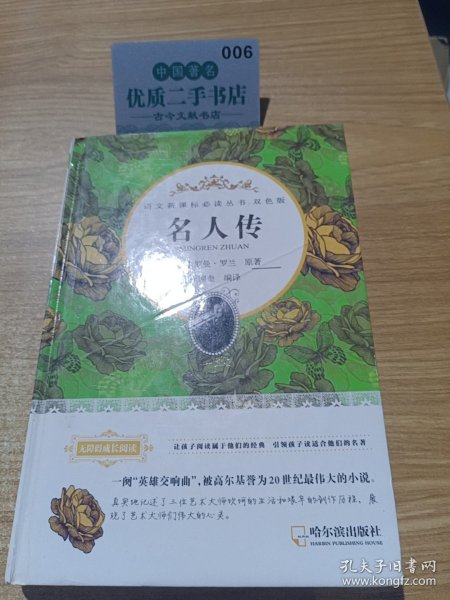 006
中国著名
优质二手书店
古今文献书店
语文新课标必读丛书 双色版
名人传
MINGREN ZHUAN
罗曼·罗兰 原著
编译
无障碍成长阅读
让孩子阅读属于他们的经典 引领孩子读适合他们的名著
一阕“英雄交响曲”,被高尔基誉为20世纪最伟大的小说。
真实地记述了三位艺术大师坎坷的生活和艰辛的创作历程,展
现了艺术大师们伟大的心灵。
哈尔滨出版社
HARBIN PUBLISHING HOUSE
孔夫子旧书网
www.kongfz.com